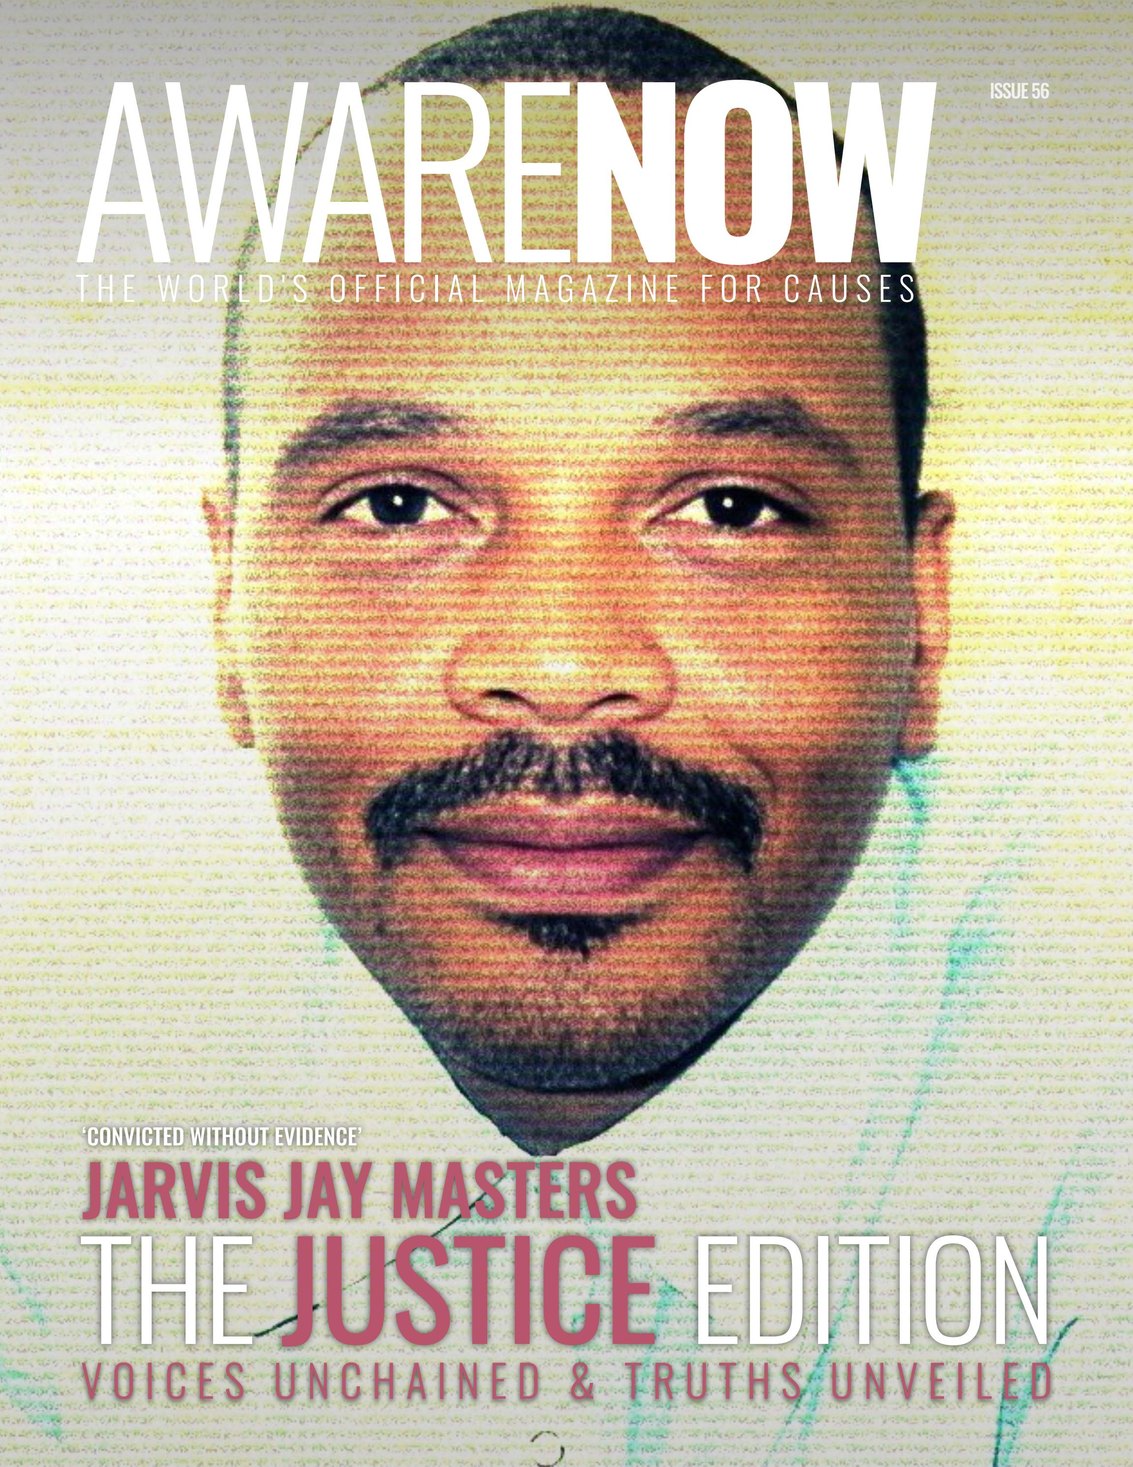 AWARENOW
ISSUE 56
THE WORLD'S OFFICIAL MAGAZINE FOR CAUSES
‘CONVICTED WITHOUT EVIDENCE’
JARVIS JAY MASTERS
THE JUSTICE EDITION
VOICES UNCHAINED & TRUTHS UNVEILED